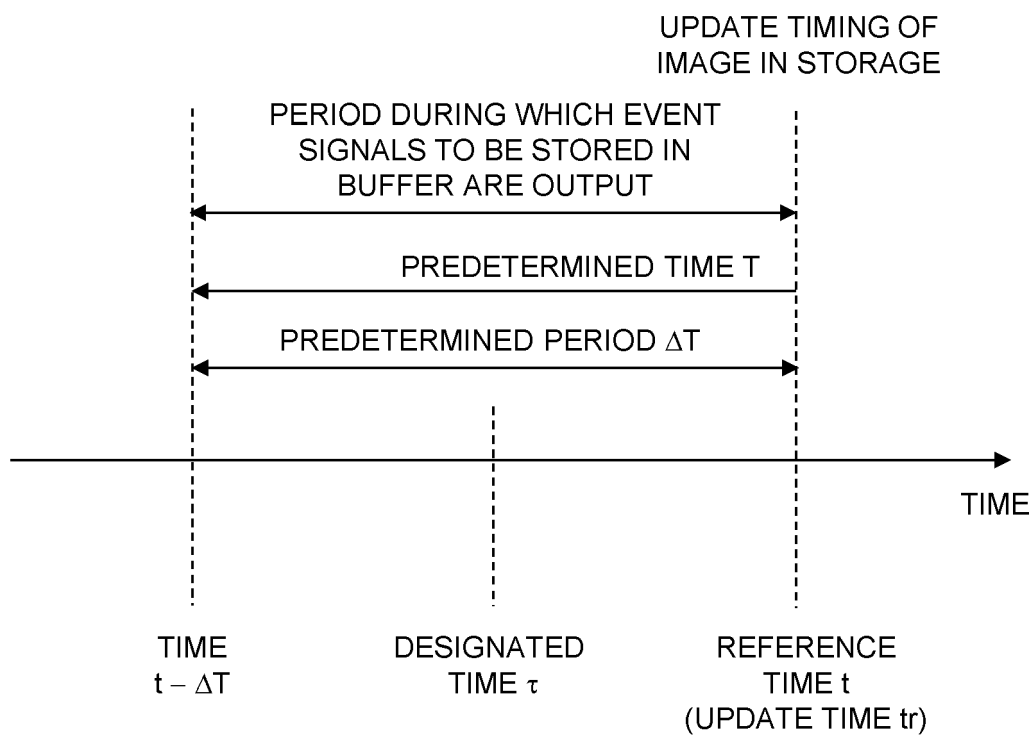 UPDATE TIMING OF
IMAGE IN STORAGE
PERIOD DURING WHICH EVENT
SIGNALS TO BE STORED IN
BUFFER ARE OUTPUT
PREDETERMINED TIME T
PREDETERMINED PERIOD ΔT
TIME
TIME
t – ΔT
DESIGNATED
TIME τ
REFERENCE
TIME t
(UPDATE TIME tr)